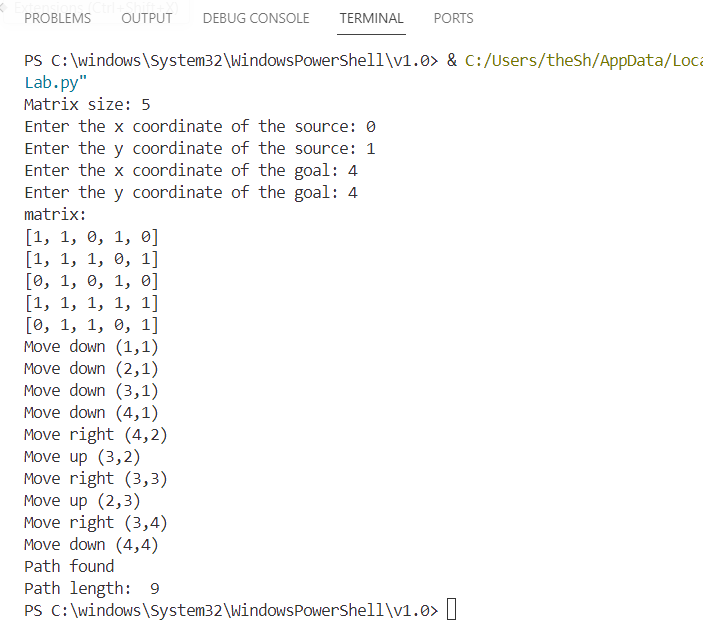 PROBLEMS OUTPUT DEBUG CONSOLE TERMINAL PORTS
PS C:\windows\System32\WindowsPowerShell\v1.0> & C:/Users/theSh/AppData/Loca
Lab.py"
Matrix size: 5
Enter the x coordinate of the source: 0
Enter the y coordinate of the source: 1
Enter the x coordinate of the goal: 4
Enter the y coordinate of the goal: 4
matrix:
[1, 1, 0, 1, 0]
[1, 1, 1, 0, 1]
[0, 1, 0, 1, 0]
[1, 1, 1, 1, 1]
[0, 1, 1, 0, 1]
Move down (1,1)
Move down (2,1)
Move down (3,1)
Move down (4,1)
Move right (4,2)
Move up (3,2)
Move right (3,3)
Move up (2,3)
Move right (3,4)
Move down (4,4)
Path found
Path length:  9
PS C:\windows\System32\WindowsPowerShell\v1.0>